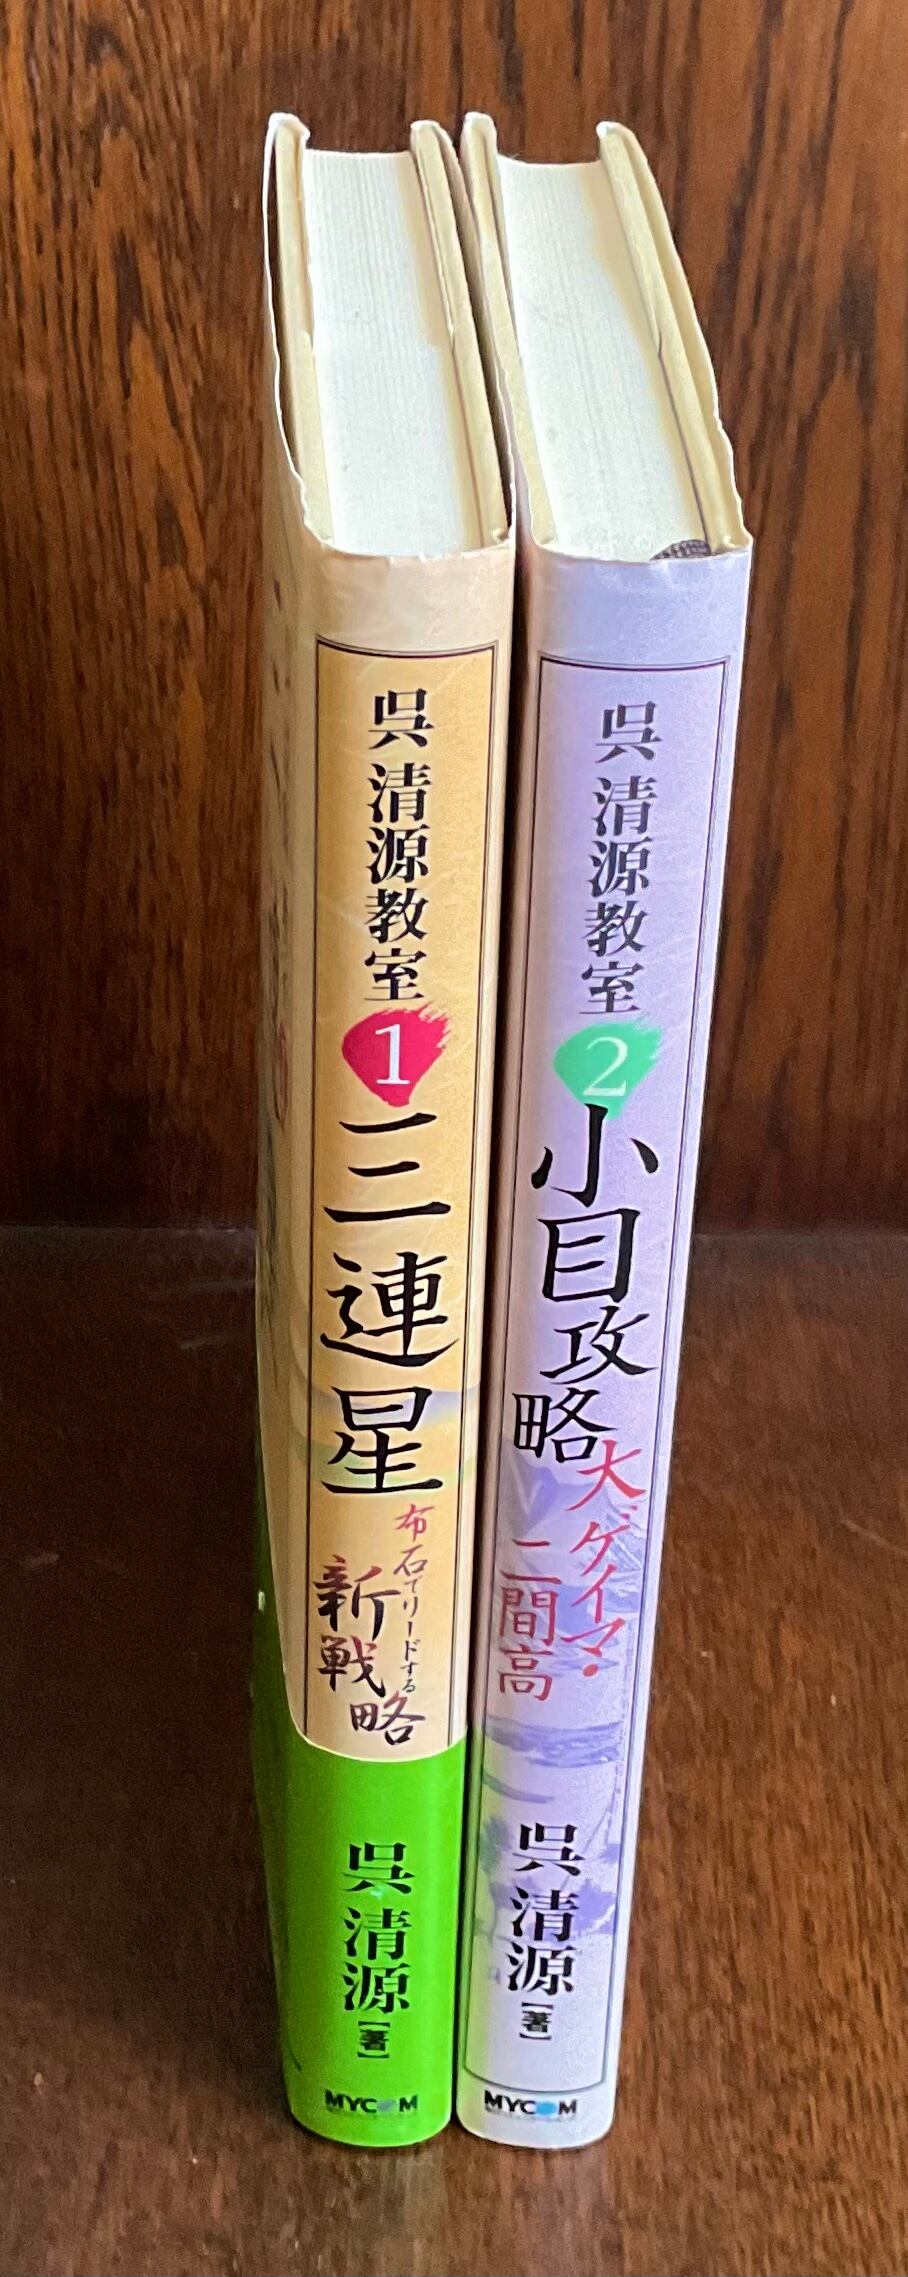 呉清源教室
1
三連星
布石でリードする
新戦略
呉清源
[著]
MYCOM
呉清源教室
2
小目攻略
大ゲイマ・
二間高
呉清源
[著]
MYCOM